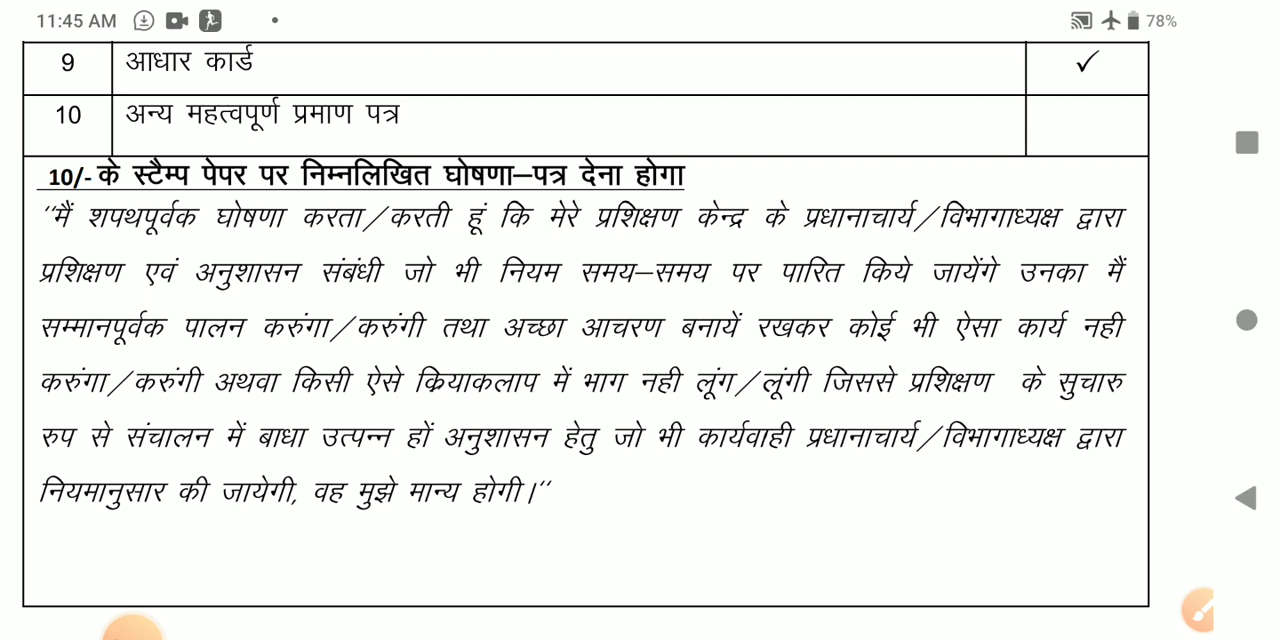 11:45 AM
78%
9 आधार कार्ड ✓
10 अन्य महत्वपूर्ण प्रमाण पत्र
10/- के स्टैम्प पेपर पर निम्नलिखित घोषणा–पत्र देना होगा
‘‘मैं शपथपूर्वक घोषणा करता/करती हूं कि मेरे प्रशिक्षण केन्द्र के प्रधानाचार्य/विभागाध्यक्ष द्वारा
प्रशिक्षण एवं अनुशासन संबंधी जो भी नियम समय–समय पर पारित किये जायेंगे उनका मैं
सम्मानपूर्वक पालन करुंगा/करुंगी तथा अच्छा आचरण बनायें रखकर कोई भी ऐसा कार्य नही
करुंगा/करुंगी अथवा किसी ऐसे क्रियाकलाप में भाग नही लूंग/लूंगी जिससे प्रशिक्षण के सुचारु
रुप से संचालन में बाधा उत्पन्न हों अनुशासन हेतु जो भी कार्यवाही प्रधानाचार्य/विभागाध्यक्ष द्वारा
नियमानुसार की जायेगी, वह मुझे मान्य होगी।’’